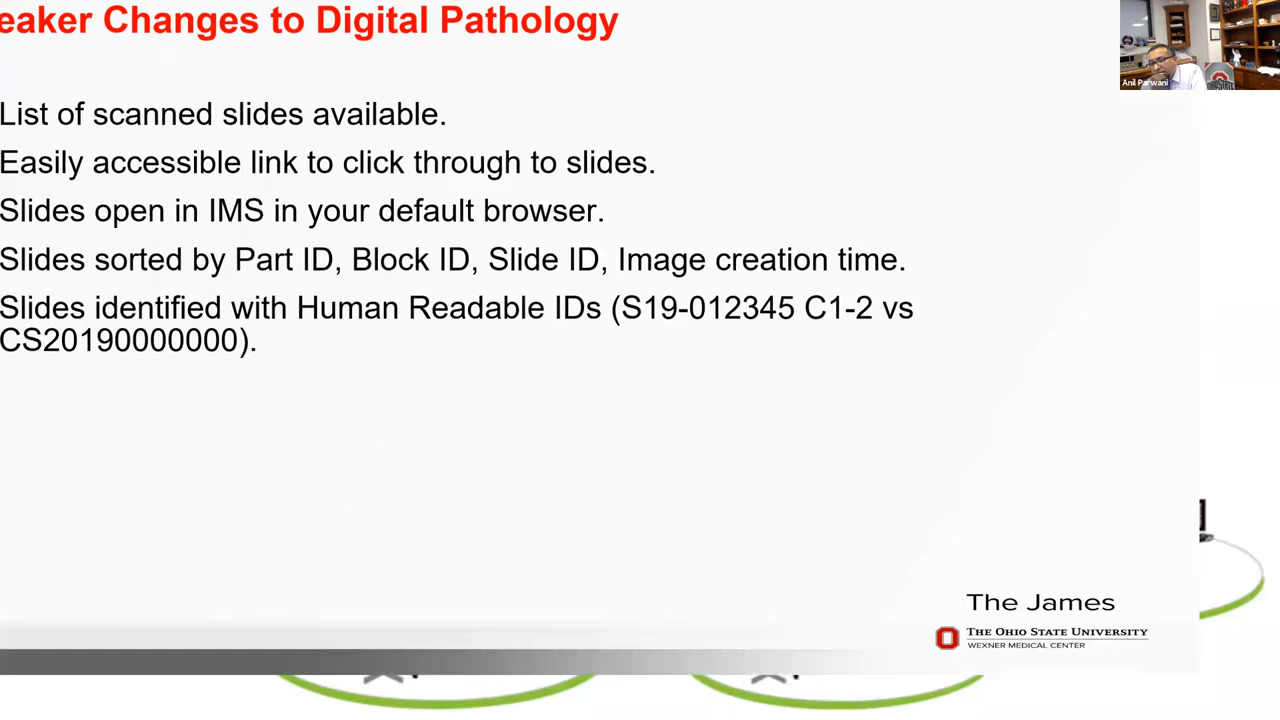 eaker Changes to Digital Pathology
Anil Parwani
List of scanned slides available.
Easily accessible link to click through to slides.
Slides open in IMS in your default browser.
Slides sorted by Part ID, Block ID, Slide ID, Image creation time.
Slides identified with Human Readable IDs (S19-012345 C1-2 vs
CS20190000000).
The James
THE OHIO STATE UNIVERSITY
WEXNER MEDICAL CENTER